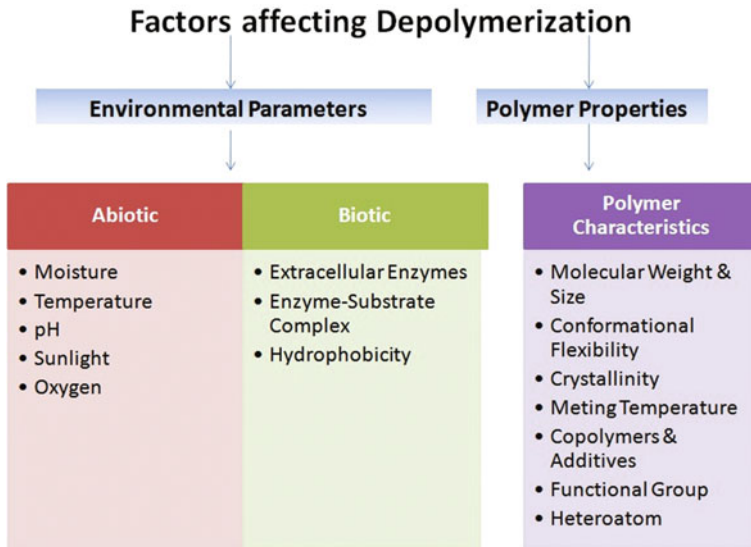 Factors affecting Depolymerization
Environmental Parameters
Polymer Properties
Abiotic
• Moisture
• Temperature
• pH
• Sunlight
• Oxygen
Biotic
• Extracellular Enzymes
• Enzyme-Substrate
Complex
• Hydrophobicity
Polymer
Characteristics
• Molecular Weight &
Size
• Conformational
Flexibility
• Crystallinity
• Meting Temperature
• Copolymers &
Additives
• Functional Group
• Heteroatom